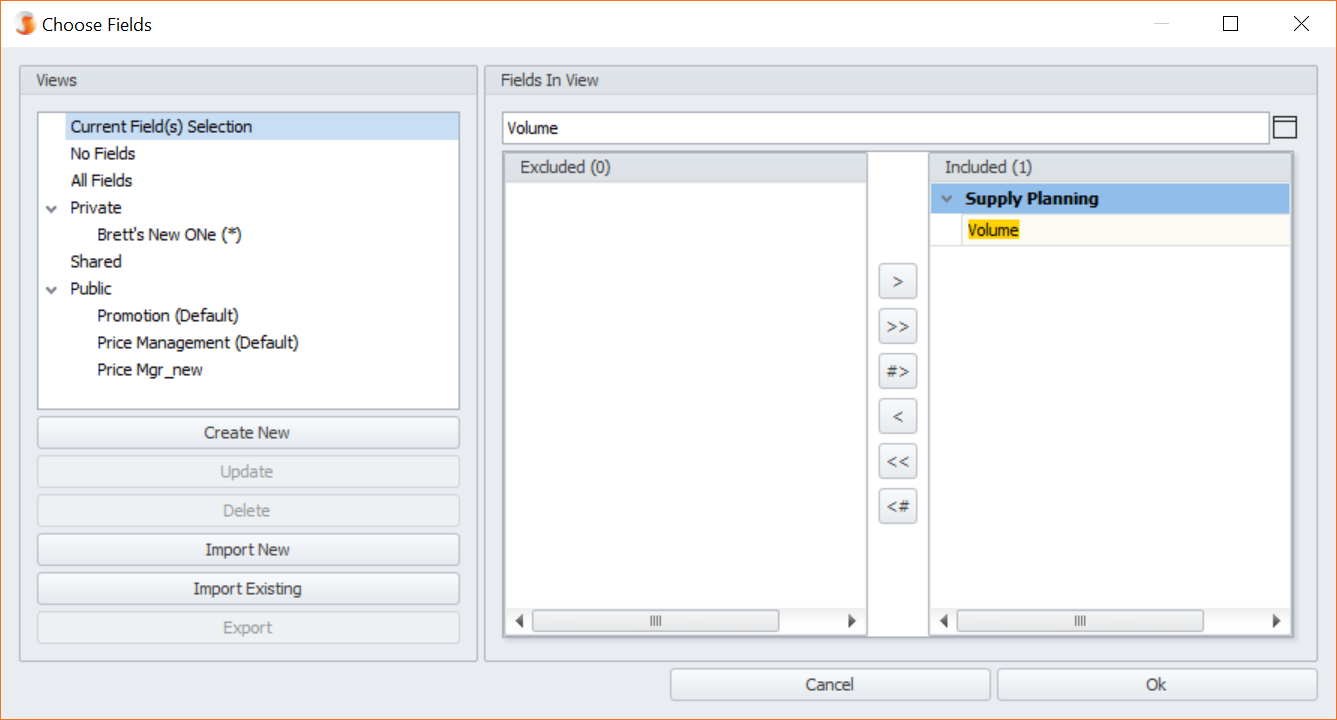 Choose Fields
Views
Current Field(s) Selection
No Fields
All Fields
Private
Brett's New ONe (*)
Shared
Public
Promotion (Default)
Price Management (Default)
Price Mgr_new
Create New
Update
Delete
Import New
Import Existing
Export
Fields In View
Volume
Excluded (0)
>
>>
#>
<
<<
<#
Included (1)
Supply Planning
Volume
Cancel
Ok